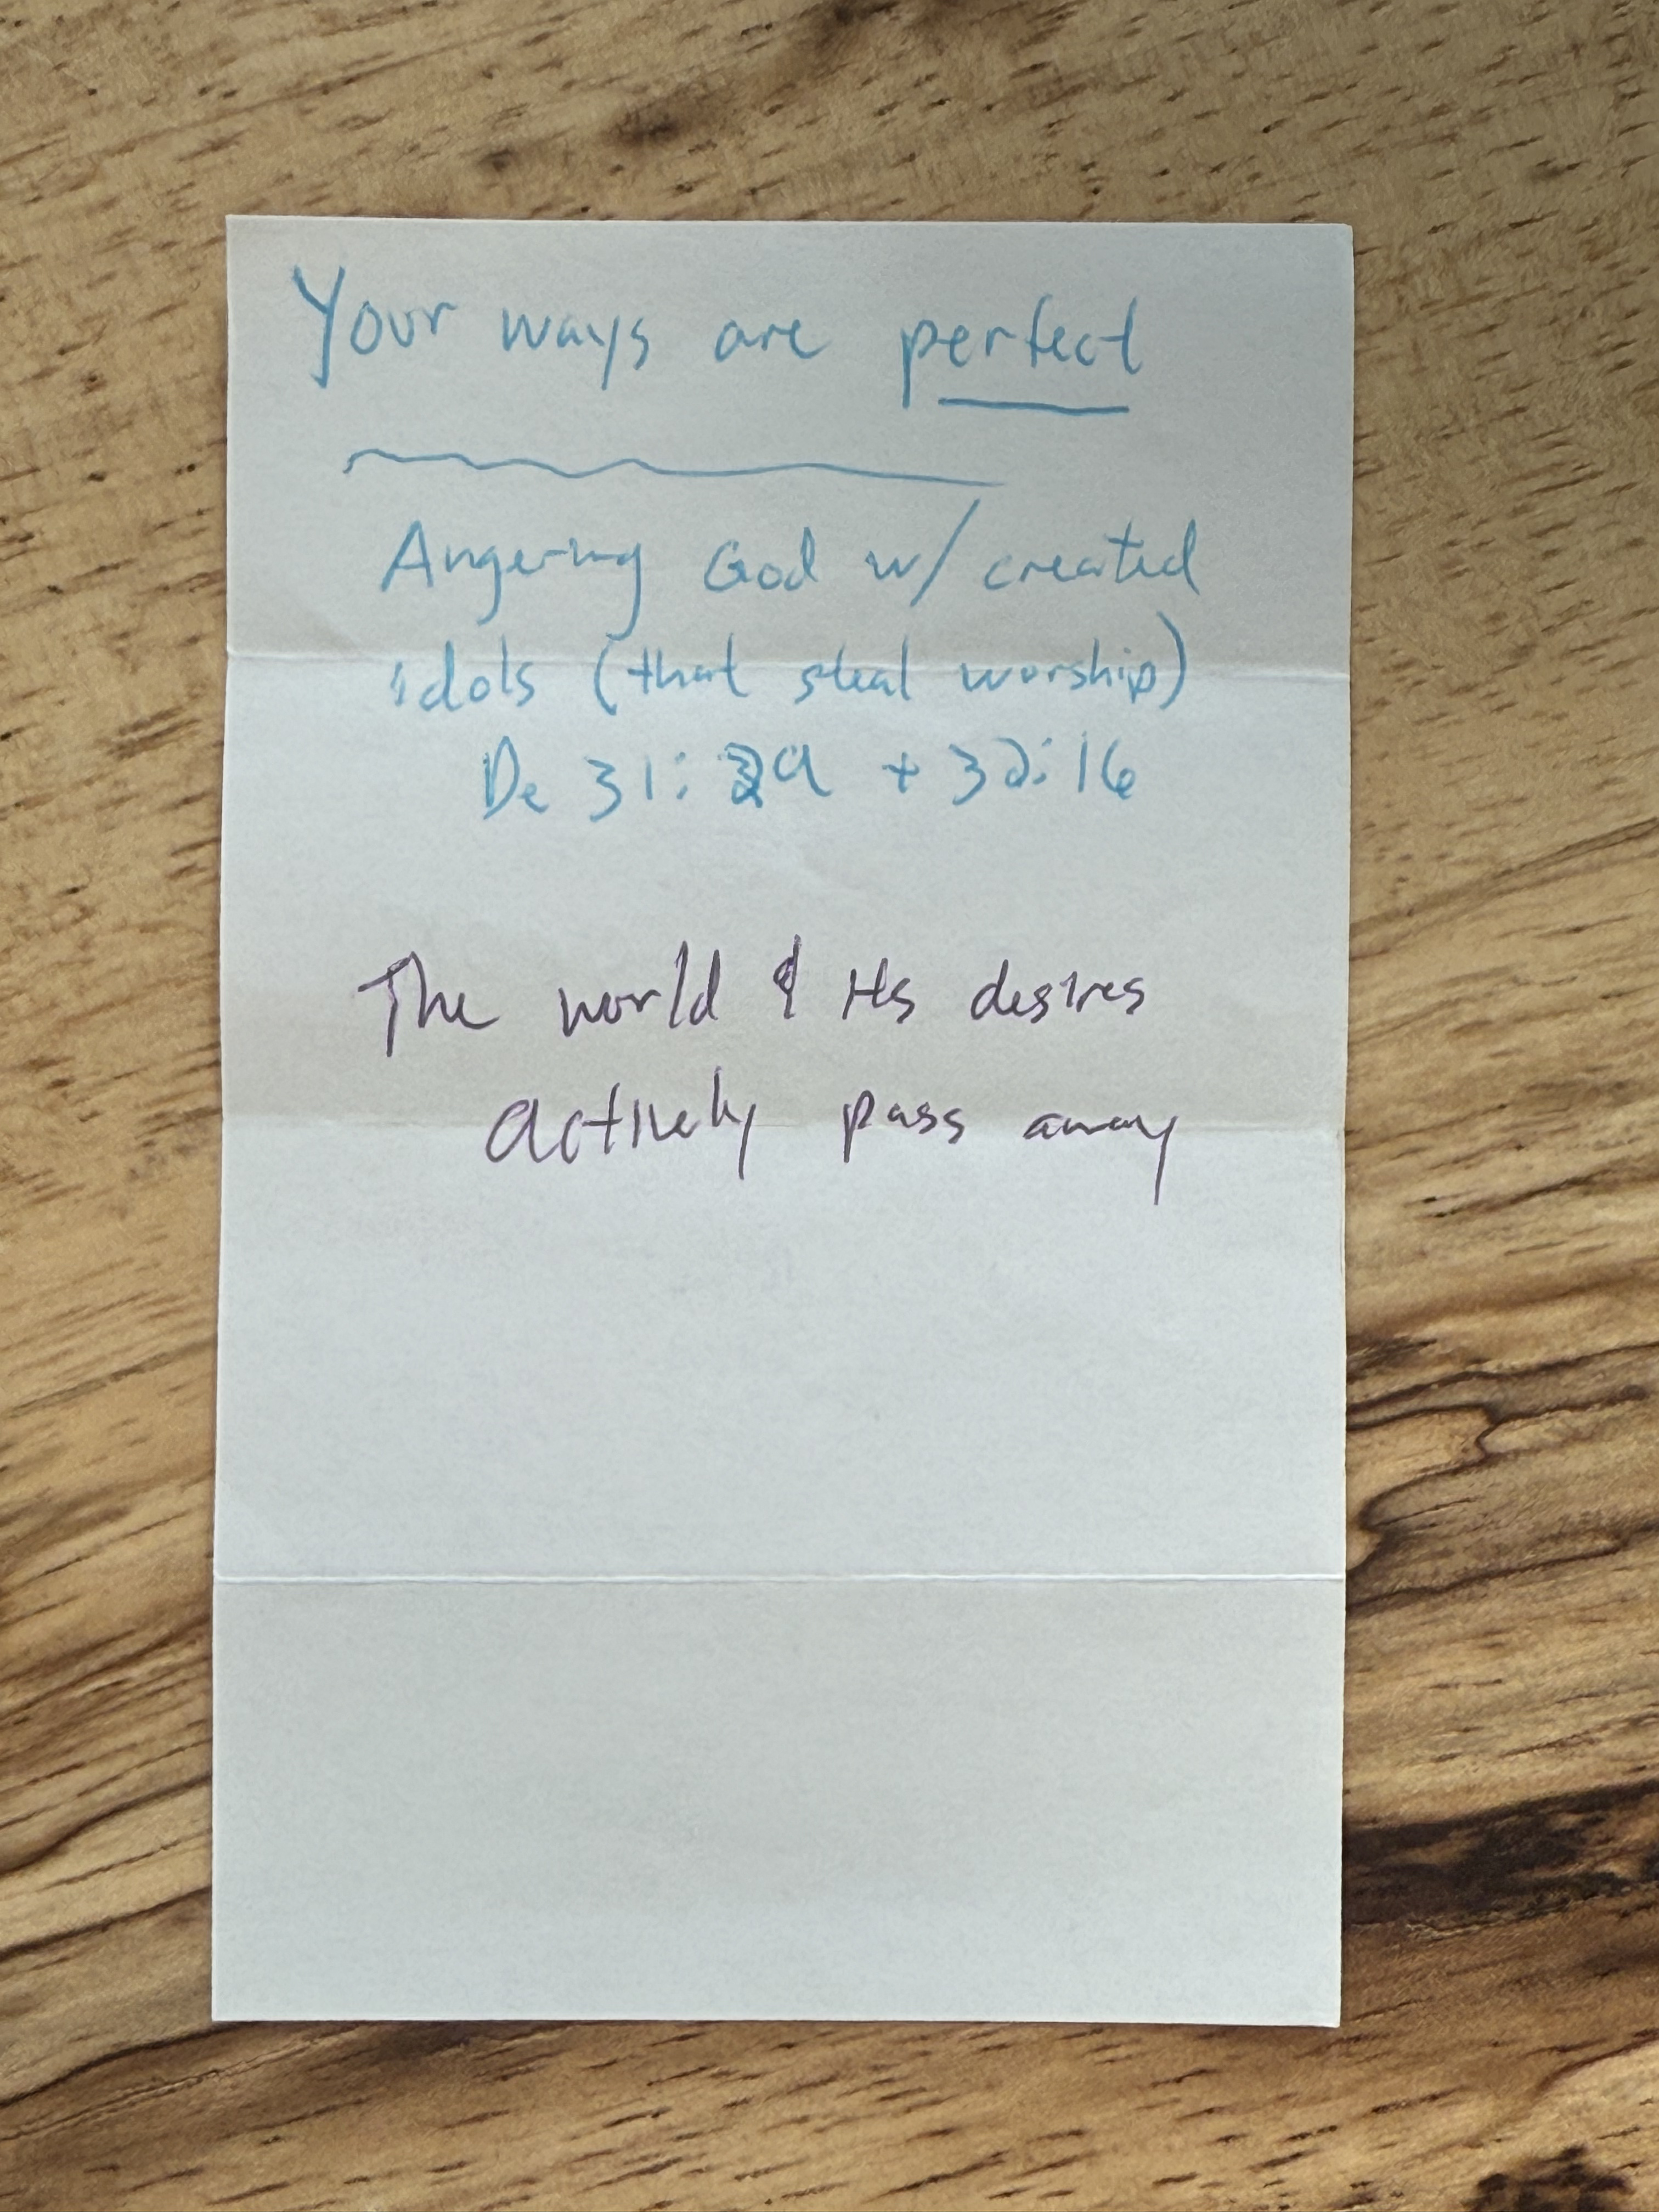 Your ways are perfect
Angering God w/ created
idols (that steal worship)
De 31:29 + 32:16
The world & its desires
actively pass away